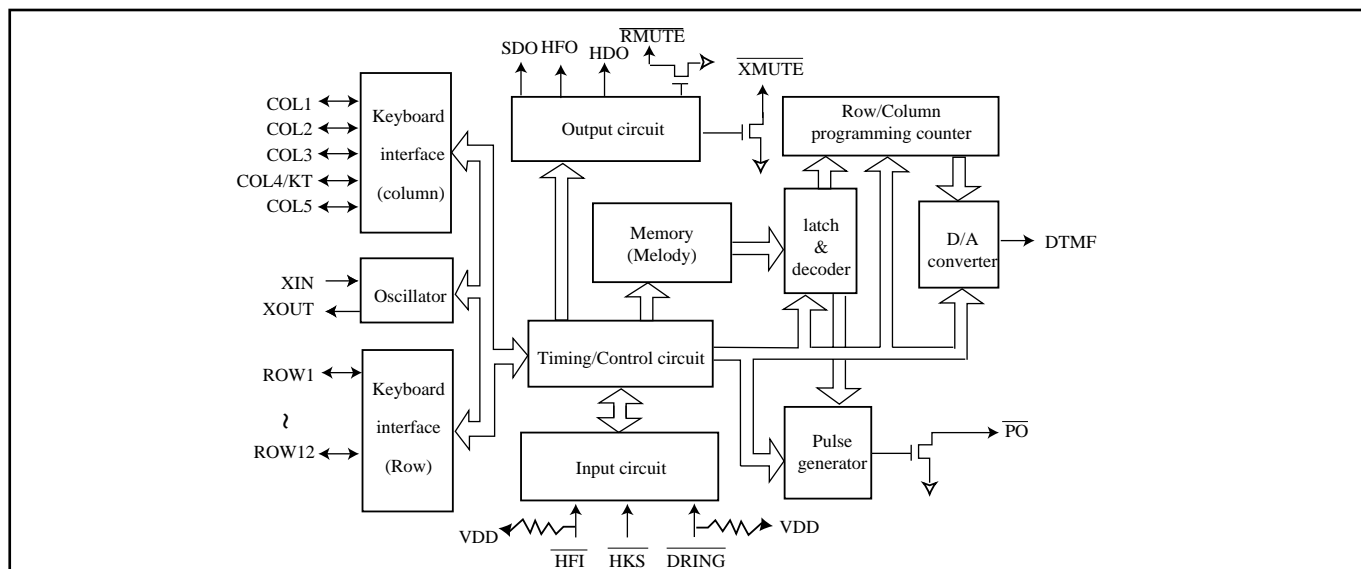 SDO
HFO
HDO
RMUTE
XMUTE
COL1
COL2
COL3
COL4/KT
COL5
Keyboard
interface
(column)
Output circuit
Row/Column
programming counter
Memory
(Melody)
latch
&
decoder
D/A
converter
DTMF
XIN
XOUT
Oscillator
Timing/Control circuit
ROW1
~
ROW12
Keyboard
interface
(Row)
Input circuit
Pulse
generator
PO
VDD
VDD
HFI
HKS
DRING